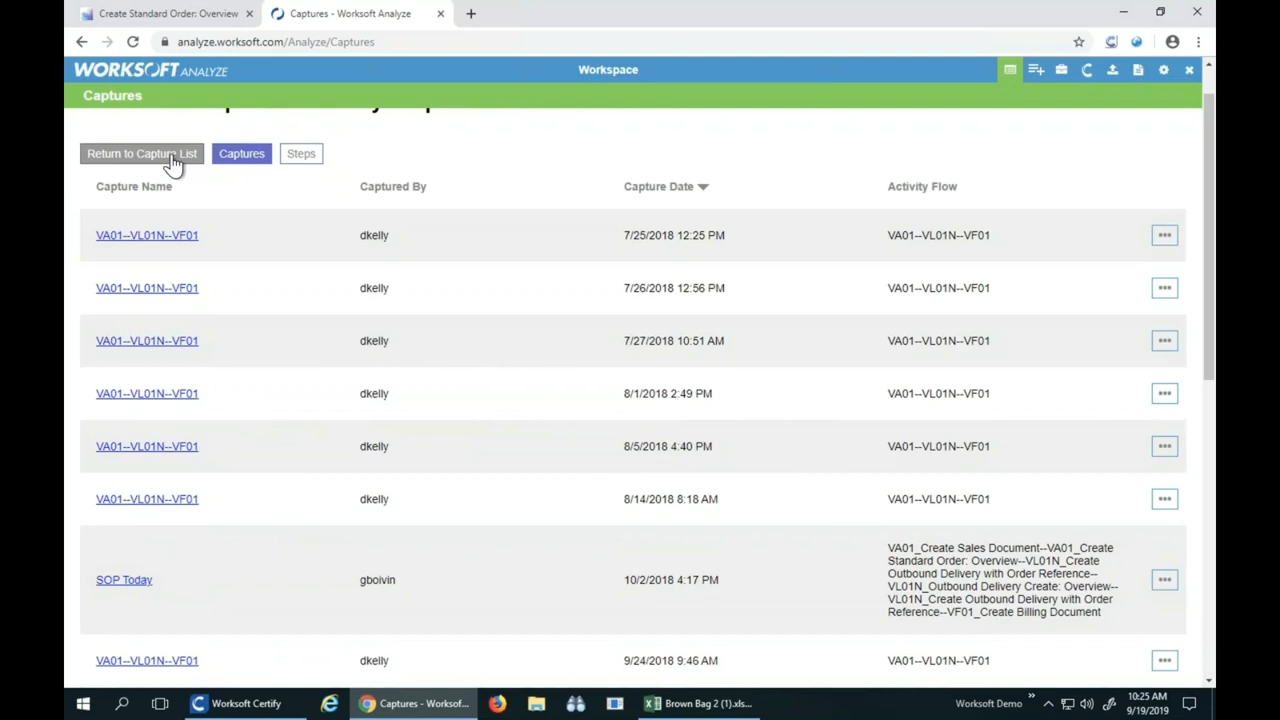 Create Standard Order: Overview
Captures - Worksoft Analyze
analyze.worksoft.com/Analyze/Captures
WORKSOFT ANALYZE
Workspace
Captures
Return to Capture List
Captures
Steps
Capture Name Captured By Capture Date Activity Flow
VA01--VL01N--VF01 dkelly 7/25/2018 12:25 PM VA01--VL01N--VF01
VA01--VL01N--VF01 dkelly 7/26/2018 12:56 PM VA01--VL01N--VF01
VA01--VL01N--VF01 dkelly 7/27/2018 10:51 AM VA01--VL01N--VF01
VA01--VL01N--VF01 dkelly 8/1/2018 2:49 PM VA01--VL01N--VF01
VA01--VL01N--VF01 dkelly 8/5/2018 4:40 PM VA01--VL01N--VF01
VA01--VL01N--VF01 dkelly 8/14/2018 8:18 AM VA01--VL01N--VF01
SOP Today gboivin 10/2/2018 4:17 PM
VA01_Create Sales Document--VA01_Create
Standard Order: Overview--VL01N_Create
Outbound Delivery with Order Reference--
VL01N_Outbound Delivery Create: Overview--
VL01N_Create Outbound Delivery with Order
Reference--VF01_Create Billing Document
VA01--VL01N--VF01 dkelly 9/24/2018 9:46 AM VA01--VL01N--VF01
Worksoft Certify
Captures - Worksof...
Brown Bag 2 (1).xls...
Worksoft Demo
10:25 AM
9/19/2019